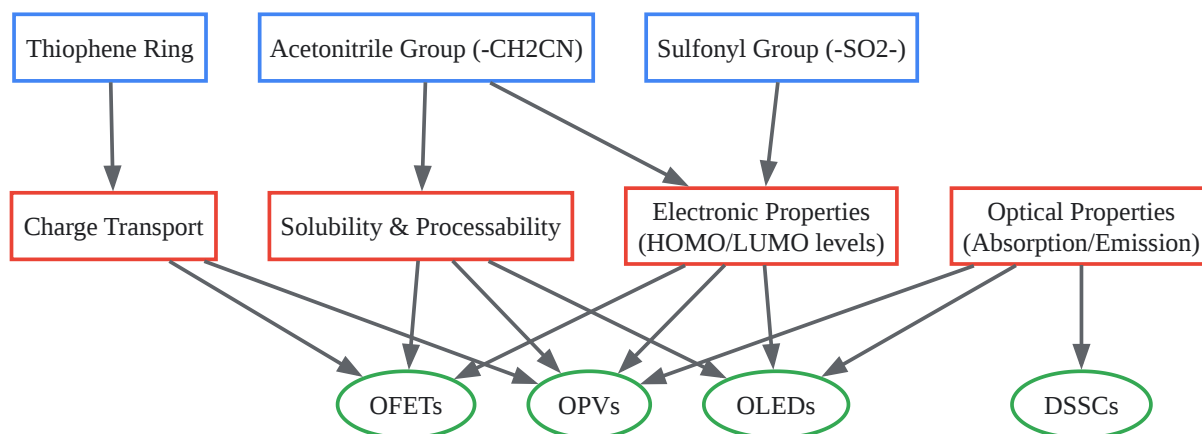 Thiophene Ring
Acetonitrile Group (-CH2CN)
Sulfonyl Group (-SO2-)
Charge Transport
Solubility & Processability
Electronic Properties
(HOMO/LUMO levels)
Optical Properties
(Absorption/Emission)
OFETs
OPVs
OLEDs
DSSCs